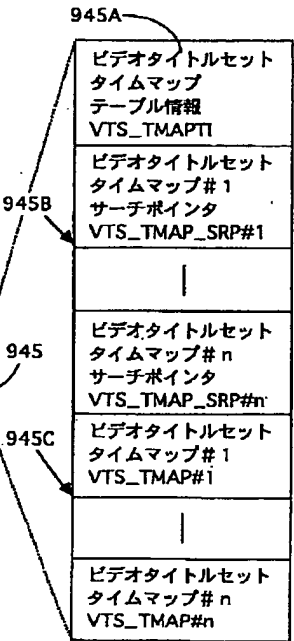 945A
ビデオタイトルセット
タイムマップ
テーブル情報
VTS_TMAPTI
945B
ビデオタイトルセット
タイムマップ#1
サーチポインタ
VTS_TMAP_SRP#1
945
ビデオタイトルセット
タイムマップ#n
サーチポインタ
VTS_TMAP_SRP#n
945C
ビデオタイトルセット
タイムマップ#1
VTS_TMAP#1
ビデオタイトルセット
タイムマップ#n
VTS_TMAP#n